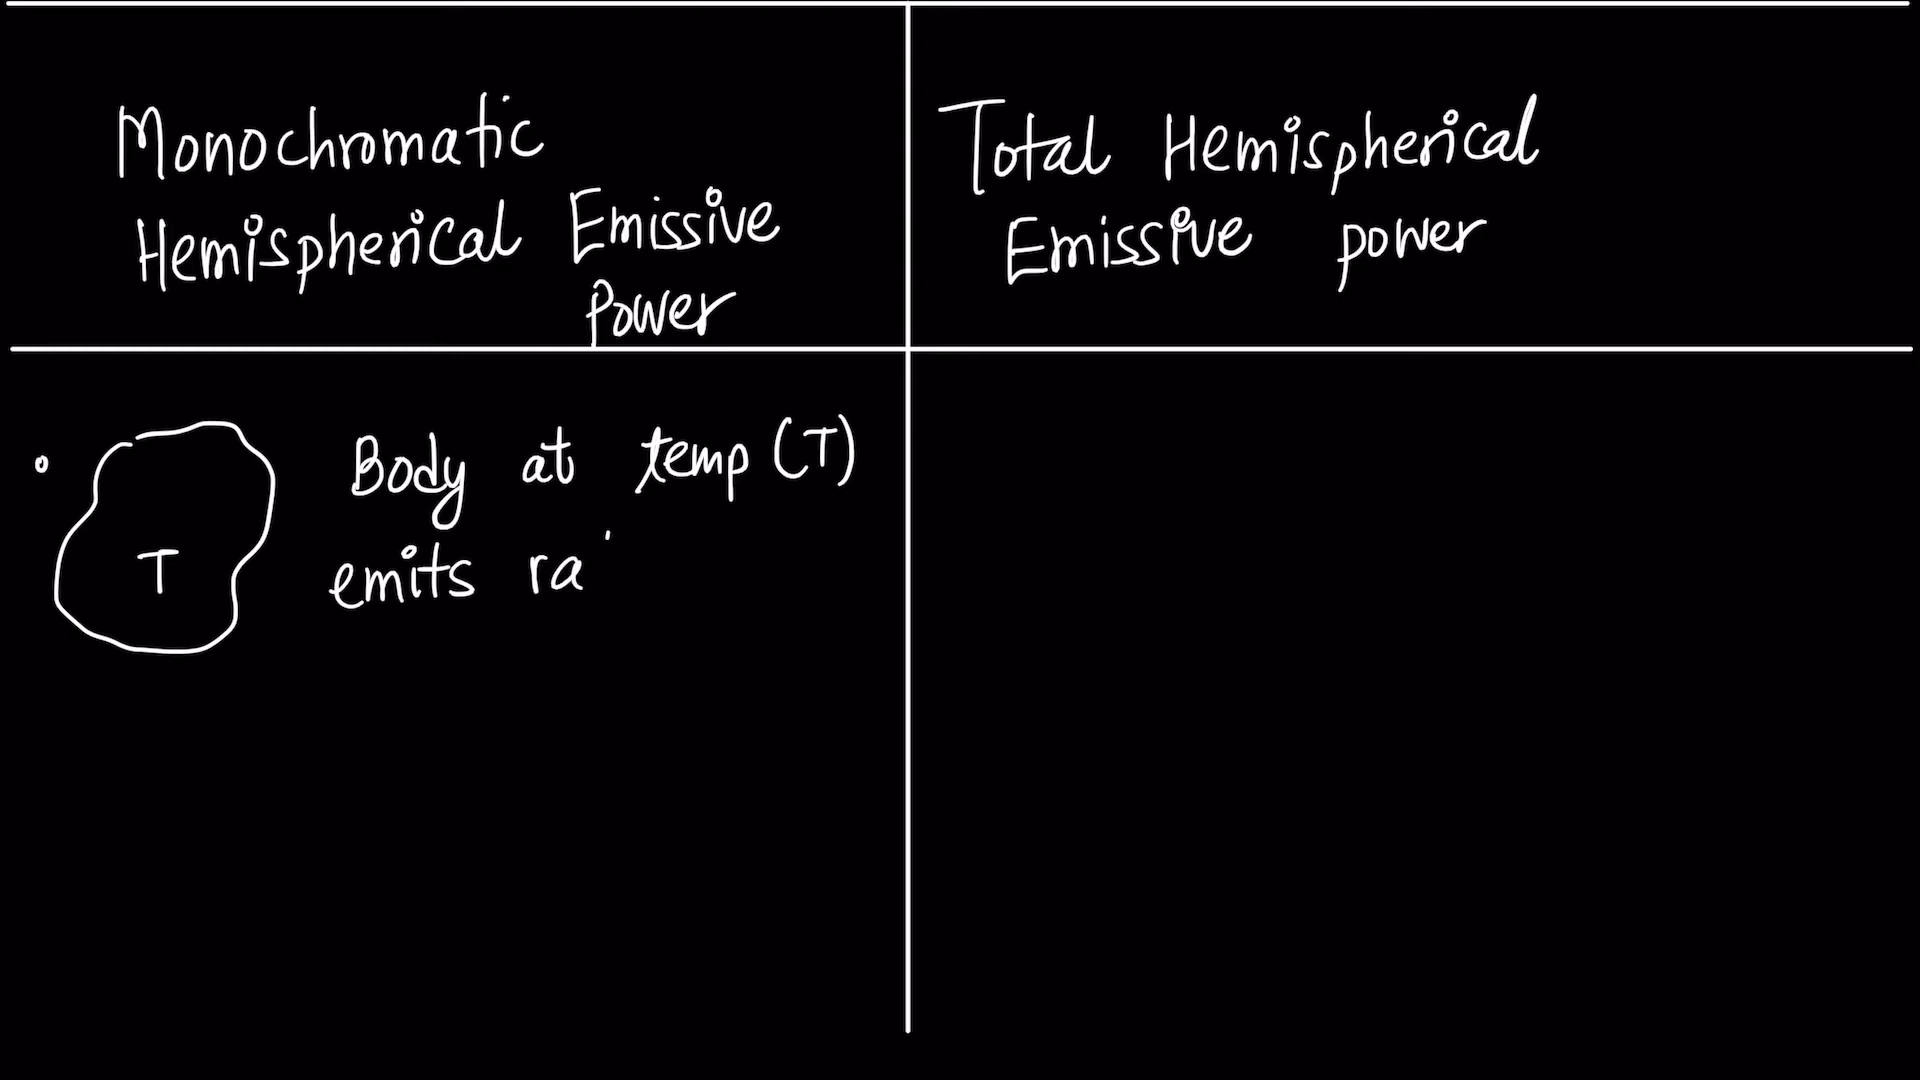 Monochromatic
Hemispherical Emissive
Power
Total Hemispherical
Emissive power
T
Body at temp (T)
emits ra